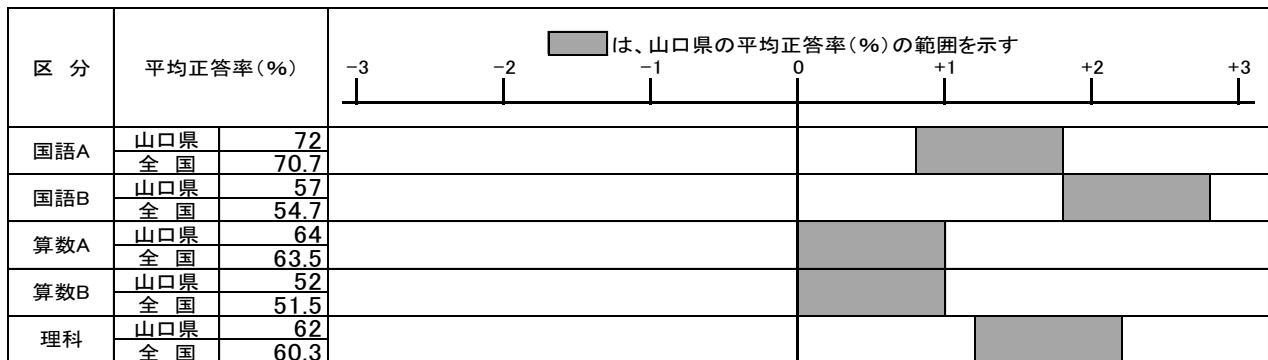 は、山口県の平均正答率(%)の範囲を示す
区 分 平均正答率(%) -3 -2 -1 0 +1 +2 +3
国語A 山口県 72
全 国 70.7
国語B 山口県 57
全 国 54.7
算数A 山口県 64
全 国 63.5
算数B 山口県 52
全 国 51.5
理科 山口県 62
全 国 60.3